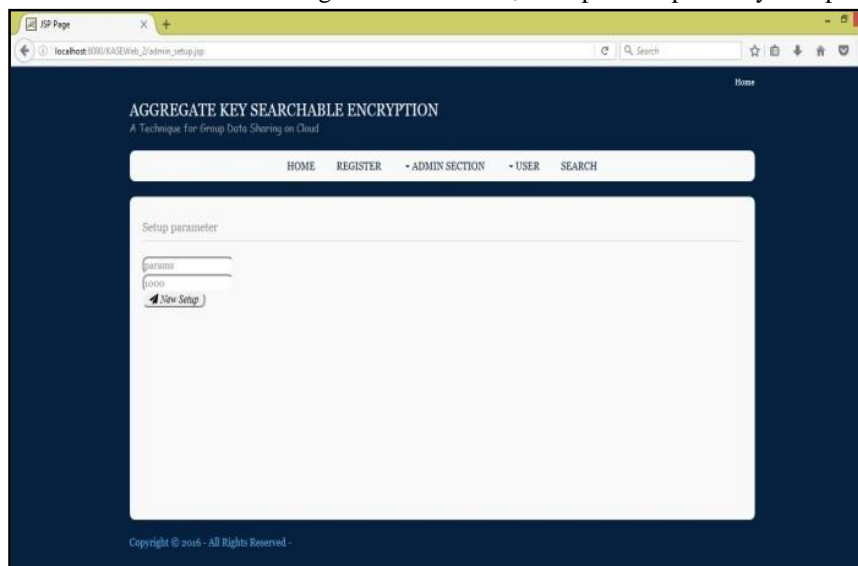 JSP Page
localhost:8080/KASEWeb_2/admin_setup.jsp
Search
Home
AGGREGATE KEY SEARCHABLE ENCRYPTION
A Technique for Group Data Sharing on Cloud
HOME REGISTER ADMIN SECTION USER SEARCH
Setup parameter
params
1000
New Setup
Copyright © 2016 - All Rights Reserved -